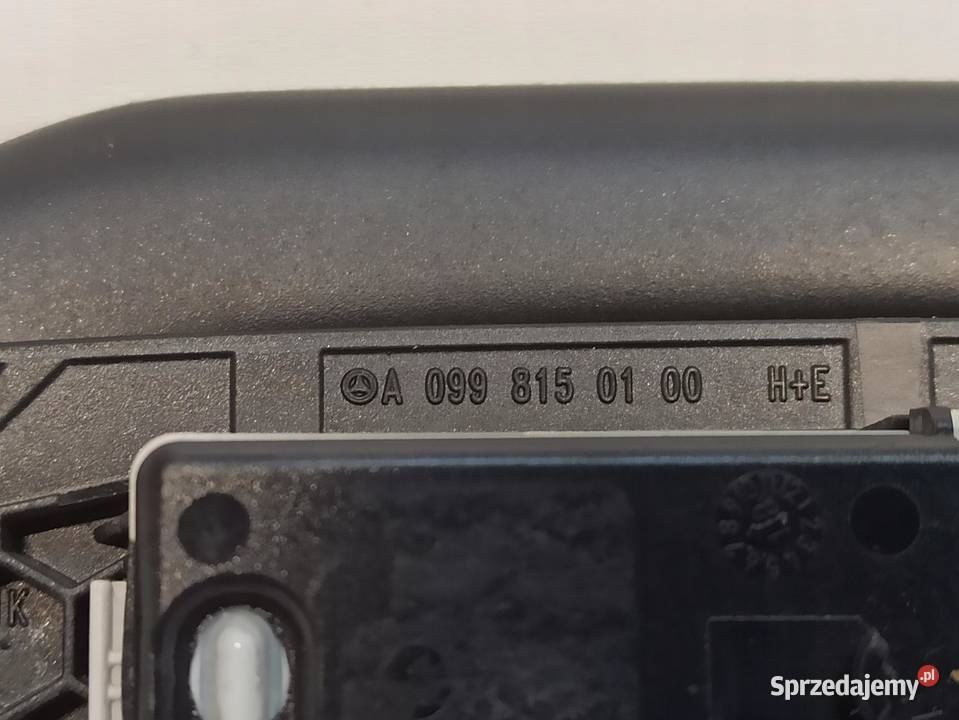 A 099 815 01 00 H+E
K
Sprzedajemy.pl